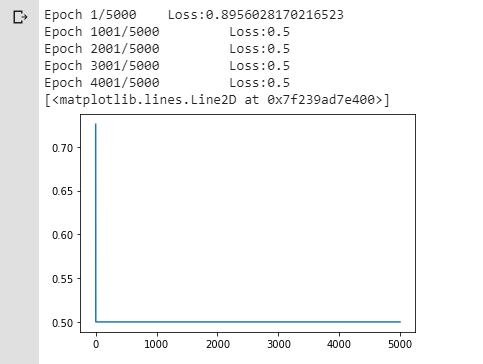 Epoch 1/5000    Loss:0.8956028170216523
Epoch 1001/5000         Loss:0.5
Epoch 2001/5000         Loss:0.5
Epoch 3001/5000         Loss:0.5
Epoch 4001/5000         Loss:0.5
[<matplotlib.lines.Line2D at 0x7f239ad7e400>]
0.70
0.65
0.60
0.55
0.50
0 1000 2000 3000 4000 5000